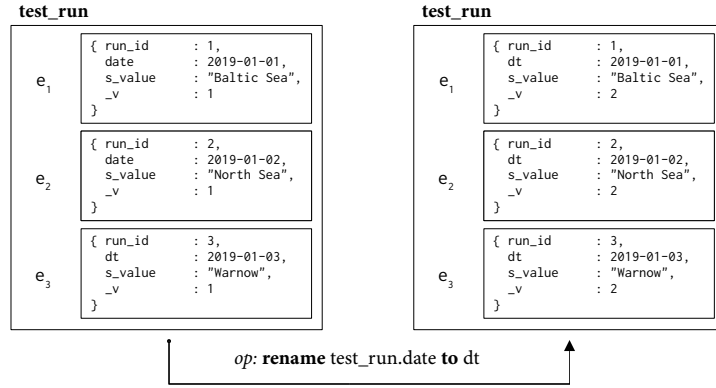 test_run
e1
{ run_id : 1,
date : 2019-01-01,
s_value : "Baltic Sea",
_v : 1
}
e2
{ run_id : 2,
date : 2019-01-02,
s_value : "North Sea",
_v : 1
}
e3
{ run_id : 3,
dt : 2019-01-03,
s_value : "Warnow",
_v : 1
}
test_run
e1
{ run_id : 1,
dt : 2019-01-01,
s_value : "Baltic Sea",
_v : 2
}
e2
{ run_id : 2,
dt : 2019-01-02,
s_value : "North Sea",
_v : 2
}
e3
{ run_id : 3,
dt : 2019-01-03,
s_value : "Warnow",
_v : 2
}
op: rename test_run.date to dt